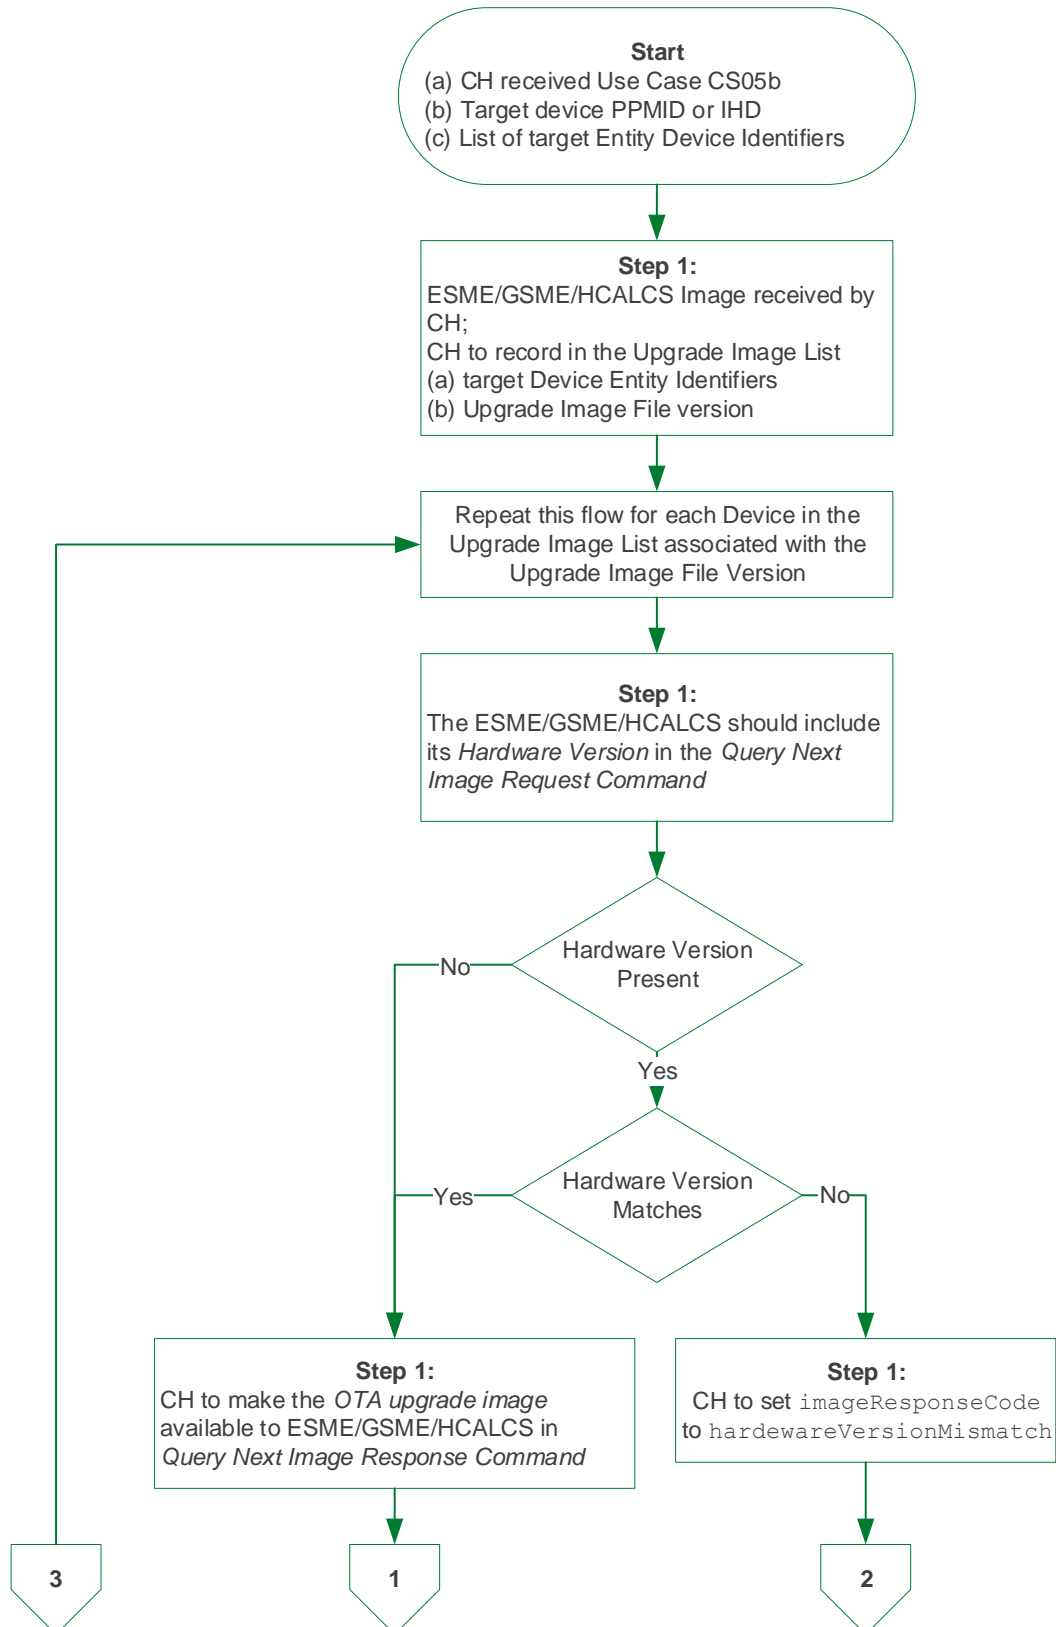 Start
(a) CH received Use Case CS05b
(b) Target device PPMID or IHD
(c) List of target Entity Device Identifiers
Step 1:
ESME/GSME/HCALCS Image received by
CH;
CH to record in the Upgrade Image List
(a) target Device Entity Identifiers
(b) Upgrade Image File version
Repeat this flow for each Device in the
Upgrade Image List associated with the
Upgrade Image File Version
Step 1:
The ESME/GSME/HCALCS should include
its Hardware Version in the Query Next
Image Request Command
Hardware Version
Present
No
Yes
Hardware Version
Matches
Yes
No
Step 1:
CH to make the OTA upgrade image
available to ESME/GSME/HCALCS in
Query Next Image Response Command
Step 1:
CH to set imageResponseCode
to hardewareVersionMismatch
3
1
2